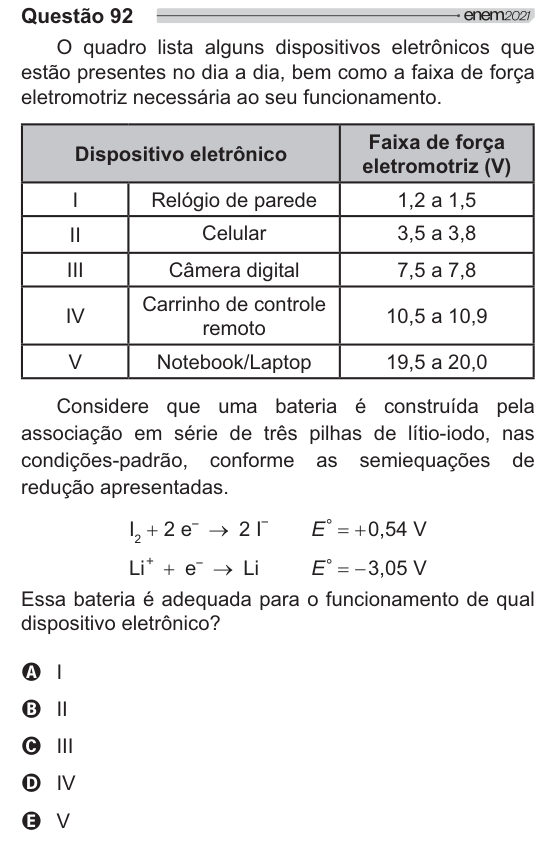 Questão 92
enem2021
O quadro lista alguns dispositivos eletrônicos que
estão presentes no dia a dia, bem como a faixa de força
eletromotriz necessária ao seu funcionamento.
Dispositivo eletrônico
Faixa de força
eletromotriz (V)
I Relógio de parede 1,2 a 1,5
II Celular 3,5 a 3,8
III Câmera digital 7,5 a 7,8
IV Carrinho de controle
remoto 10,5 a 10,9
V Notebook/Laptop 19,5 a 20,0
Considere que uma bateria é construída pela
associação em série de três pilhas de lítio-iodo, nas
condições-padrão, conforme as semiequações de
redução apresentadas.
I₂ + 2 e⁻ → 2 I⁻ E° = +0,54 V
Li⁺ + e⁻ → Li E° = −3,05 V
Essa bateria é adequada para o funcionamento de qual
dispositivo eletrônico?
A I
B II
C III
D IV
E V